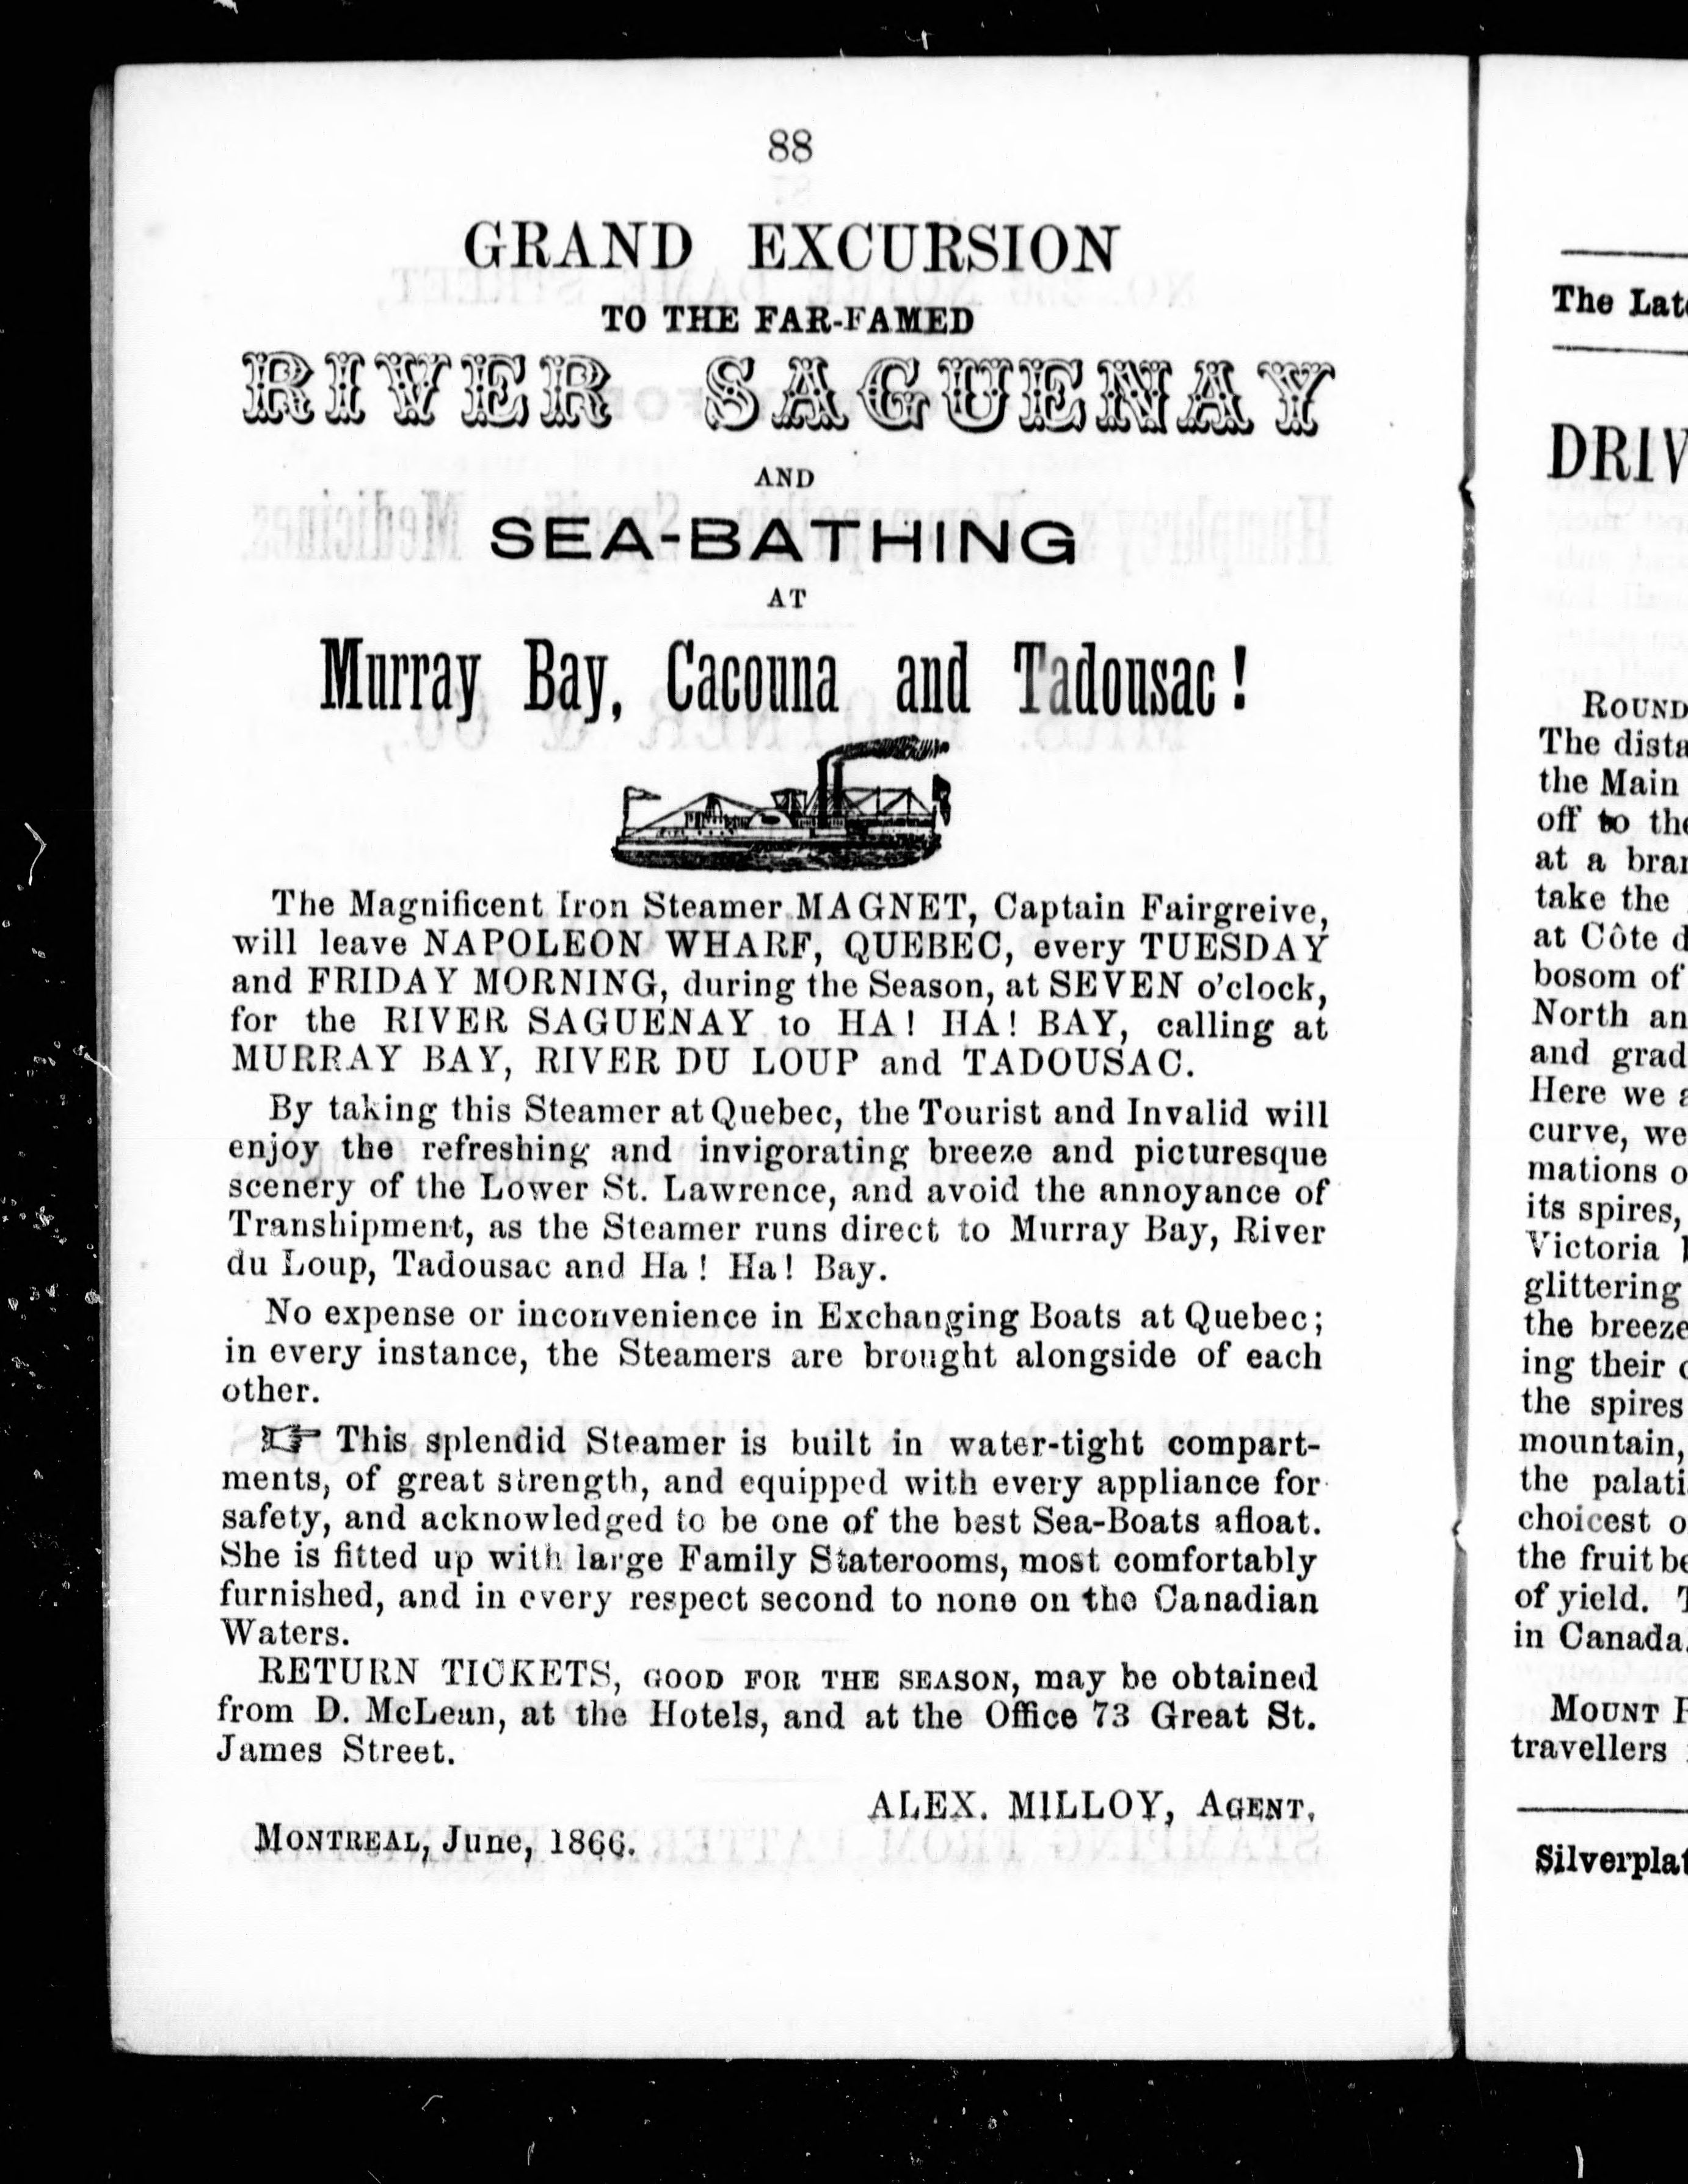 88
GRAND EXCURSION
TO THE FAR-FAMED
RIVER SAGUENAY
AND
SEA-BATHING
AT
Murray Bay, Cacouna and Tadousac!
The Magnificent Iron Steamer MAGNET, Captain Fairgreive,
will leave NAPOLEON WHARF, QUEBEC, every TUESDAY
and FRIDAY MORNING, during the Season, at SEVEN o'clock,
for the RIVER SAGUENAY to HA! HA! BAY, calling at
MURRAY BAY, RIVER DU LOUP and TADOUSAC.
By taking this Steamer at Quebec, the Tourist and Invalid will
enjoy the refreshing and invigorating breeze and picturesque
scenery of the Lower St. Lawrence, and avoid the annoyance of
Transhipment, as the Steamer runs direct to Murray Bay, River
du Loup, Tadousac and Ha! Ha! Bay.
No expense or inconvenience in Exchanging Boats at Quebec;
in every instance, the Steamers are brought alongside of each
other.
☞ This splendid Steamer is built in water-tight compart-
ments, of great strength, and equipped with every appliance for
safety, and acknowledged to be one of the best Sea-Boats afloat.
She is fitted up with large Family Staterooms, most comfortably
furnished, and in every respect second to none on the Canadian
Waters.
RETURN TICKETS, GOOD FOR THE SEASON, may be obtained
from D. McLean, at the Hotels, and at the Office 73 Great St.
James Street.
ALEX. MILLOY, AGENT,
MONTREAL, June, 1866.
The Lat
DRIV
ROUND
The dista
the Main
off to the
at a bran
take the
at Côte d
bosom of
North an
and grad
Here we a
curve, we
mations o
its spires,
Victoria
glittering
the breeze
ing their
the spires
mountain,
the palati
choicest o
the fruit be
of yield.
in Canada.
MOUNT
travellers
Silverplat